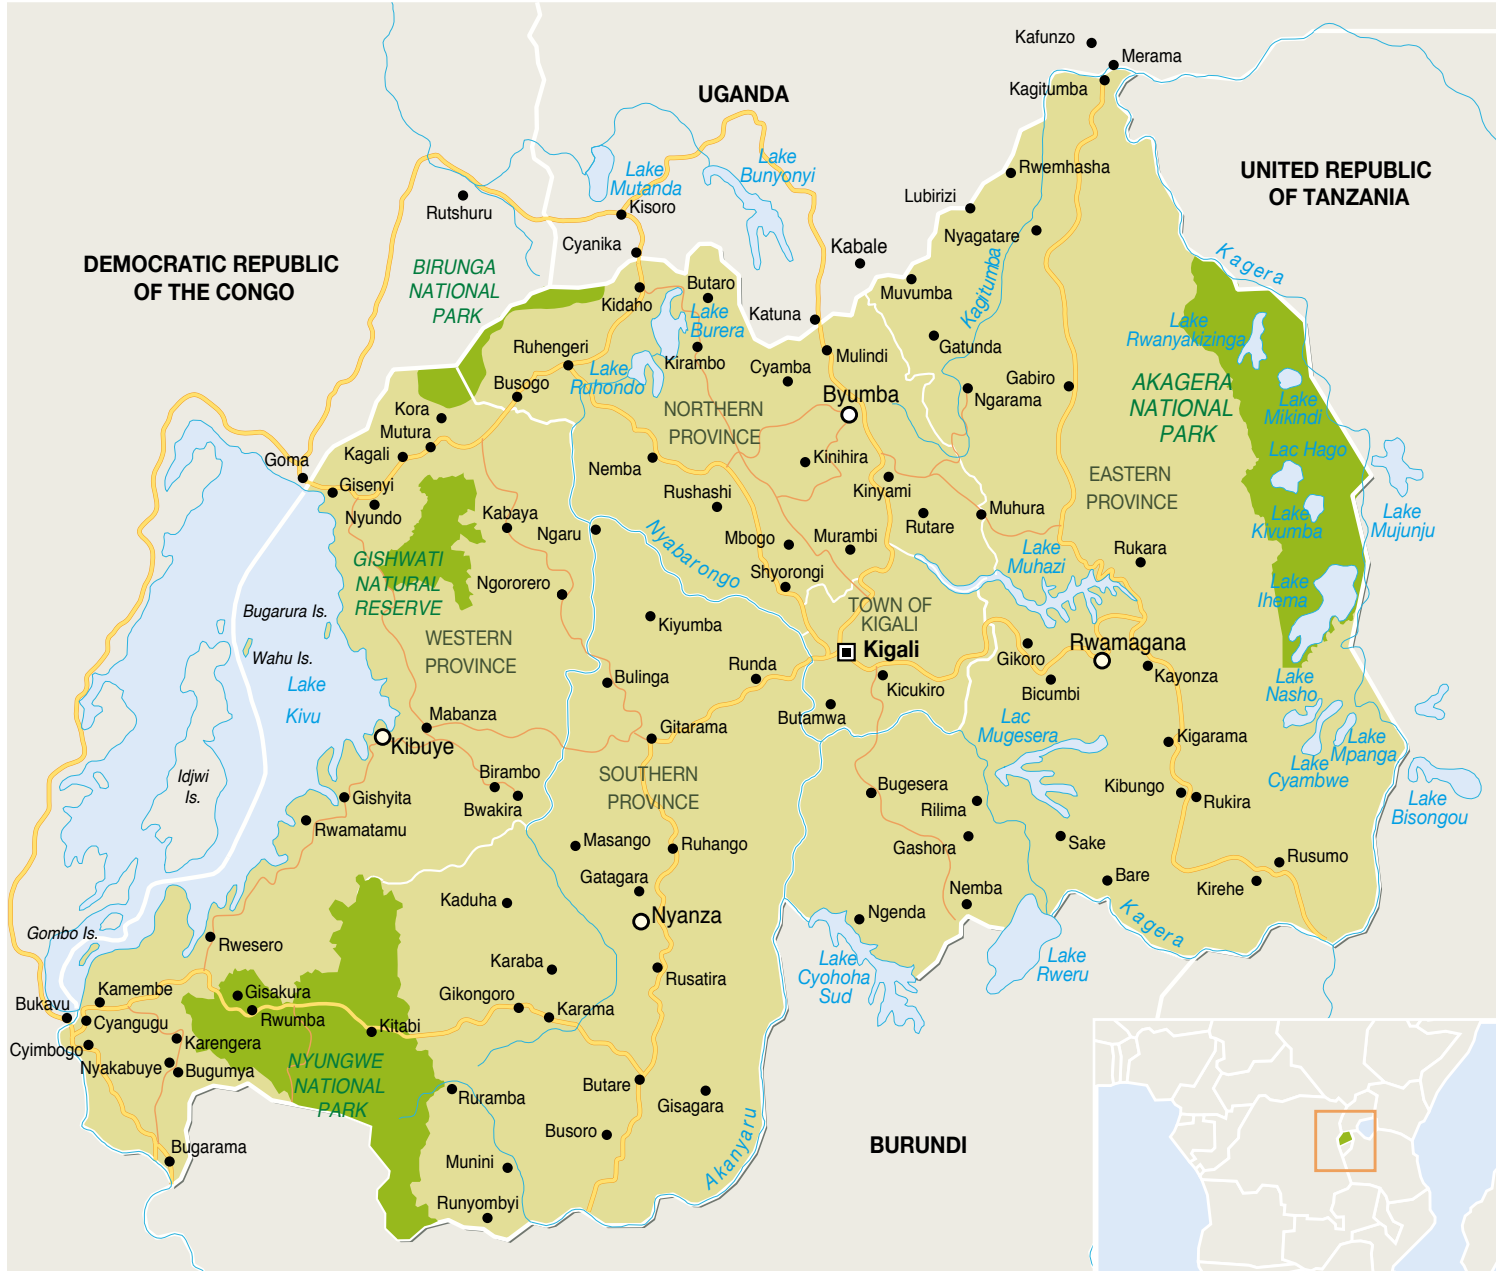 Kafunzo
Merama
UGANDA
Kagitumba
Lake
Mutanda
Lake
Bunyonyi
Rwemhasha
UNITED REPUBLIC
OF TANZANIA
Rutshuru
Kisoro
Lubirizi
Nyagatare
Cyanika
Kabale
Kagera
DEMOCRATIC REPUBLIC
OF THE CONGO
BIRUNGA
NATIONAL
PARK
Kidaho
Butaro
Lake
Burera
Katuna
Muvumba
Kagitumba
Lake
Rwanyakizinga
Ruhengeri
Lake
Ruhondo
Kirambo
Cyamba
Mulindi
Gatunda
Busogo
Byumba
Ngarama
Gabiro
AKAGERA
NATIONAL
PARK
Lake
Mikindi
Kora
Mutura
Kagali
NORTHERN
PROVINCE
Goma
Gisenyi
Nyundo
Nemba
Kinihira
Kinyami
EASTERN
PROVINCE
Lac Hago
Rushashi
Rutare
Muhura
Lake
Kivumba
Lake
Mujunju
Kabaya
Ngaru
Nyabarongo
Mbogo
Murambi
Shyorongi
Lake
Muhazi
Rukara
GISHWATI
NATURAL
RESERVE
Ngororero
Lake
Ihema
Bugarura Is.
Wahu Is.
Lake
Kivu
WESTERN
PROVINCE
Kiyumba
TOWN OF
KIGALI
Kigali
Gikoro
Rwamagana
Kayonza
Bulinga
Runda
Kicukiro
Bicumbi
Lake
Nasho
Butamwa
Mabanza
Kibuye
Gitarama
Lac
Mugesera
Kigarama
Lake
Mpanga
Lake
Cyambwe
Idjwi
Is.
Birambo
Bwakira
SOUTHERN
PROVINCE
Bugesera
Rilima
Kibungo
Rukira
Lake
Bisongou
Gishyita
Rwamatamu
Masango
Ruhango
Gashora
Sake
Rusumo
Gatagara
Kirehe
Bare
Kaduha
Nyanza
Ngenda
Nemba
Kagera
Gombo Is.
Rwesero
Karaba
Rusatira
Lake
Cyohoha
Sud
Lake
Rweru
Kamembe
Bukavu
Cyangugu
Gisakura
Rwumba
Kitabi
Gikongoro
Karama
Cyimbogo
Karengera
Nyakabuye
Bugumya
NYUNGWE
NATIONAL
PARK
Butare
Ruramba
Gisagara
Bugarama
Busoro
Munini
Akanyaru
BURUNDI
Runyombyi